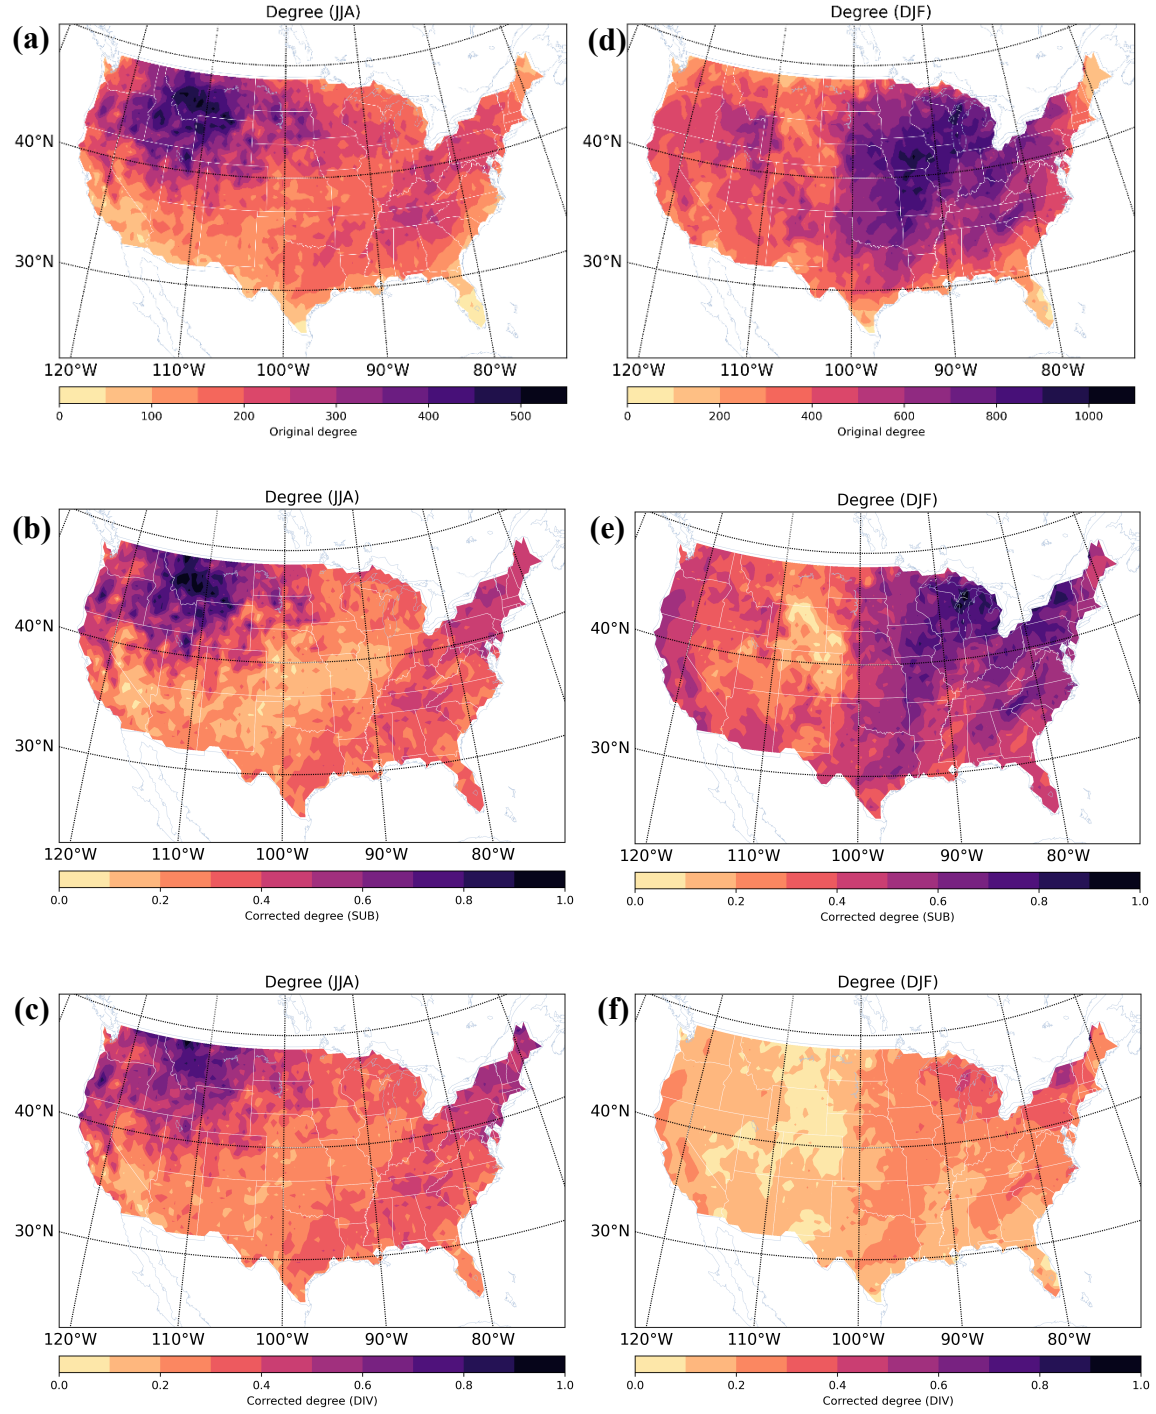 (a)
Degree (JJA)
40°N
30°N
120°W 110°W 100°W 90°W 80°W
0 100 200 300 400 500
Original degree
(d)
Degree (DJF)
40°N
30°N
120°W 110°W 100°W 90°W 80°W
0 200 400 600 800 1000
Original degree
(b)
Degree (JJA)
40°N
30°N
120°W 110°W 100°W 90°W 80°W
0.0 0.2 0.4 0.6 0.8 1.0
Corrected degree (SUB)
(e)
Degree (DJF)
40°N
30°N
120°W 110°W 100°W 90°W 80°W
0.0 0.2 0.4 0.6 0.8 1.0
Corrected degree (SUB)
(c)
Degree (JJA)
40°N
30°N
120°W 110°W 100°W 90°W 80°W
0.0 0.2 0.4 0.6 0.8 1.0
Corrected degree (DIV)
(f)
Degree (DJF)
40°N
30°N
120°W 110°W 100°W 90°W 80°W
0.0 0.2 0.4 0.6 0.8 1.0
Corrected degree (DIV)